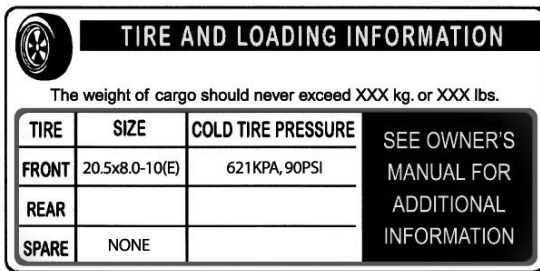 TIRE AND LOADING INFORMATION
The weight of cargo should never exceed XXX kg. or XXX lbs.
TIRE SIZE COLD TIRE PRESSURE
FRONT 20.5x8.0-10(E) 621KPA, 90PSI
REAR
SPARE NONE
SEE OWNER'S
MANUAL FOR
ADDITIONAL
INFORMATION